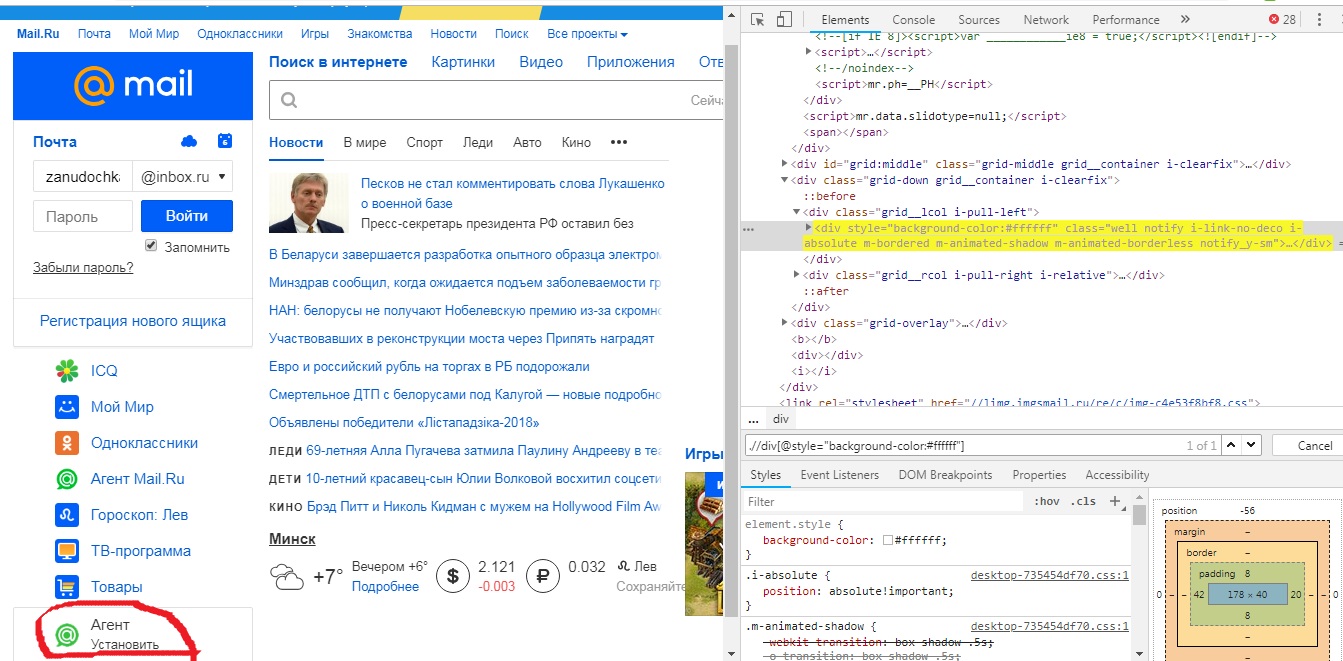 Mail.Ru Почта Мой Мир Одноклассники Игры Знакомства Новости Поиск Все проекты
@mail
Почта
6
zanudochk
@inbox.ru
Пароль
Войти
Запомнить
Забыли пароль?
Регистрация нового ящика
ICQ
Мой Мир
Одноклассники
Агент Mail.Ru
Гороскоп: Лев
ТВ-программа
Товары
Агент
Установить
Поиск в интернете Картинки Видео Приложения Отв
Сейча
Новости В мире Спорт Леди Авто Кино •••
Песков не стал комментировать слова Лукашенко
о военной базе
Пресс-секретарь президента РФ оставил без
В Беларуси завершается разработка опытного образца электром
Минздрав сообщил, когда ожидается подъем заболеваемости гр
НАН: белорусы не получают Нобелевскую премию из-за скромно
Участвовавших в реконструкции моста через Припять наградят
Евро и российский рубль на торгах в РБ подорожали
Смертельное ДТП с белорусами под Калугой — новые подробно
Объявлены победители «Лістападзіка-2018»
ЛЕДИ 69-летняя Алла Пугачева затмила Паулину Андрееву в теа
ДЕТИ 10-летний красавец-сын Юлии Волковой восхитил соцсети
КИНО Брэд Питт и Николь Кидман с мужем на Hollywood Film Aw
Игры
Минск
+7°
Вечером +6°
Подробнее
$
2.121
-0.003
₽
0.032
Лев
Сохраняйте
Elements Console Sources Network Performance » 28
<!--[if IE 8]><script>var ____________ie8 = true;</script><![endif]-->
<script>…</script>
<!--/noindex-->
<script>mr.ph=__PH</script>
</div>
<script>mr.data.slidotype=null;</script>
<span></span>
</div>
<div id="grid:middle" class="grid-middle grid__container i-clearfix">…</div>
<div class="grid-down grid__container i-clearfix">
::before
<div class="grid__lcol i-pull-left">
... <div style="background-color:#ffffff" class="well notify i-link-no-deco i-
absolute m-bordered m-animated-shadow m-animated-borderless notify_y-sm">…</div> =
</div>
<div class="grid__rcol i-pull-right i-relative">…</div>
::after
</div>
<div class="grid-overlay">…</div>
<b></b>
<div></div>
<i></i>
</div>
<link rel="stylesheet" href="//limg.imgsmail.ru/re/c/img-c4e53f8bf8.css">
... div
.//div[@style="background-color:#ffffff"]
1 of 1
Cancel
Styles Event Listeners DOM Breakpoints Properties Accessibility
Filter
:hov .cls +
element.style {
background-color: #ffffff;
}
.i-absolute {
desktop-735454df70.css:1
position: absolute!important;
}
.m-animated-shadow {
desktop-735454df70.css:1
-webkit-transition: box-shadow .5s;
-o-transition: box-shadow .5s;
position -56
margin –
border –
padding 8
0 – – 42 178 × 40 20 – – 0
8
–
–